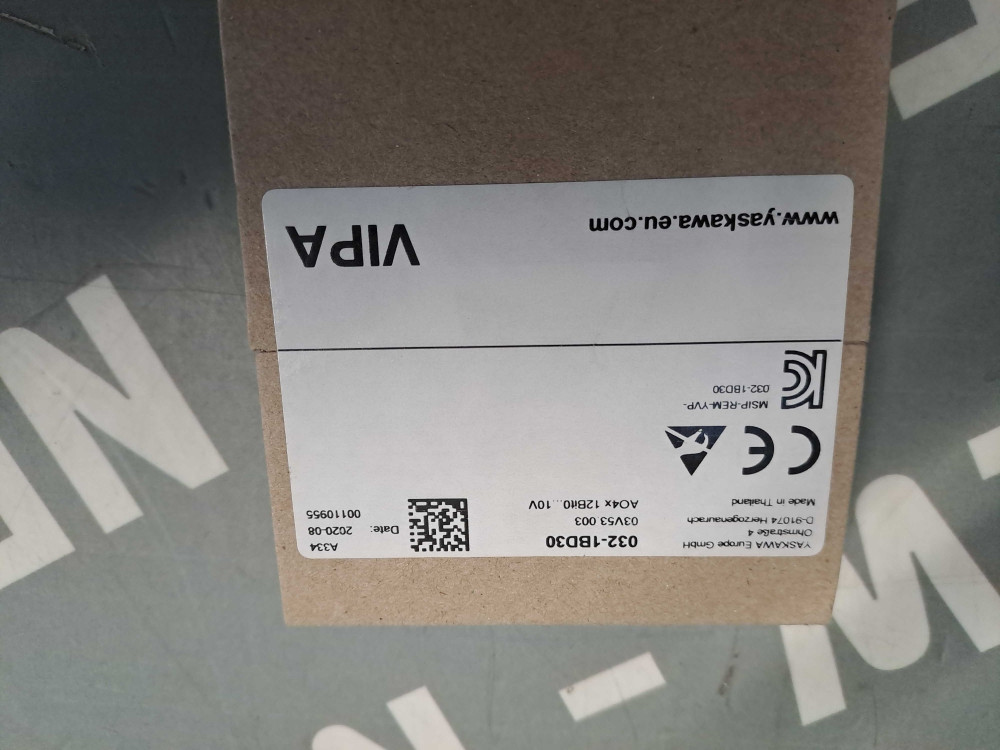 YASKAWA Europe GmbH
Ohmstraße 4
D-91074 Herzogenaurach
Made in Thailand
032-1BD30
03V53 003
AO4x 12Bit0...10V
A334
Date: 2020-08
00110955
CE
MSIP-REM-YVP-
032-1BD30
www.yaskawa.eu.com
VIPA